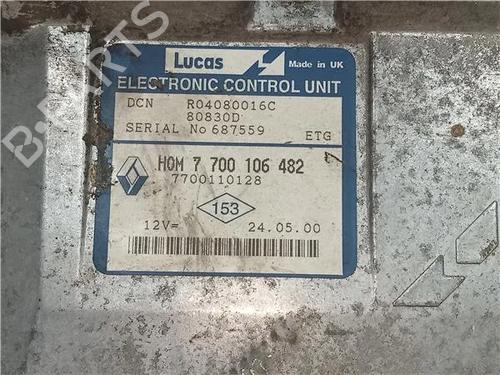 Lucas
Made in UK
ELECTRONIC CONTROL UNIT
DCN R04080016C
80830D
SERIAL No 687559 ETG
HOM 7 700 106 482
7700110128
153
12V= 24.05.00
B-PARTS